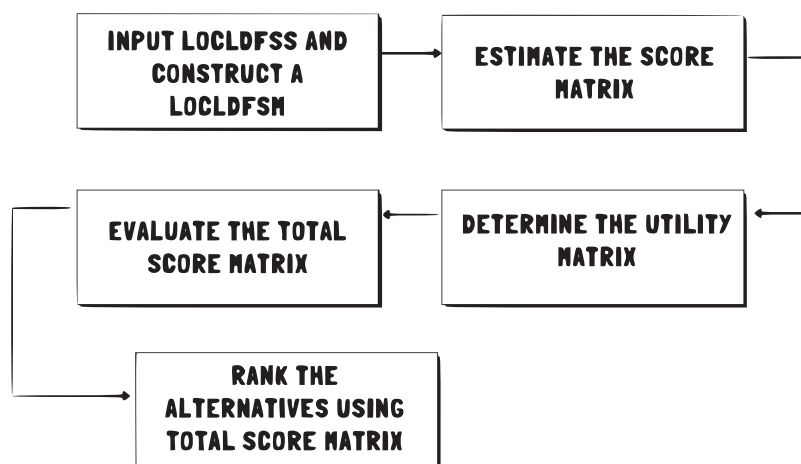 INPUT LOCLDFSS AND
CONSTRUCT A
LOCLDFSM
ESTIMATE THE SCORE
MATRIX
DETERMINE THE UTILITY
MATRIX
EVALUATE THE TOTAL
SCORE MATRIX
RANK THE
ALTERNATIVES USING
TOTAL SCORE MATRIX